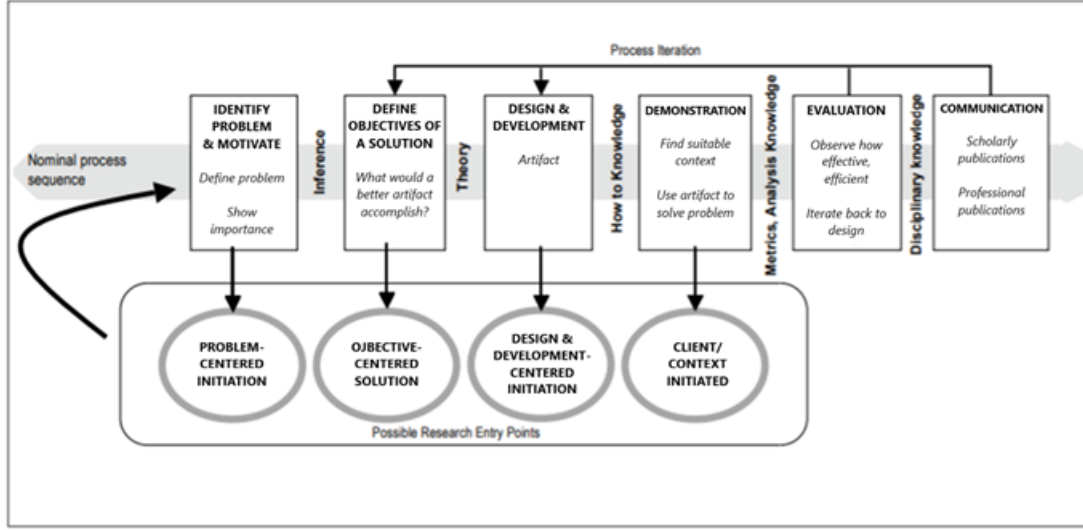 Process Iteration
Nominal process
sequence
IDENTIFY
PROBLEM
& MOTIVATE
Define problem
Show
importance
Inference
DEFINE
OBJECTIVES OF
A SOLUTION
What would a
better artifact
accomplish?
Theory
DESIGN &
DEVELOPMENT
Artifact
How to Knowledge
DEMONSTRATION
Find suitable
context
Use artifact to
solve problem
Metrics, Analysis Knowledge
EVALUATION
Observe how
effective,
efficient
Iterate back to
design
Disciplinary knowledge
COMMUNICATION
Scholarly
publications
Professional
publications
PROBLEM-
CENTERED
INITIATION
OJBECTIVE-
CENTERED
SOLUTION
DESIGN &
DEVELOPMENT-
CENTERED
INITIATION
CLIENT/
CONTEXT
INITIATED
Possible Research Entry Points